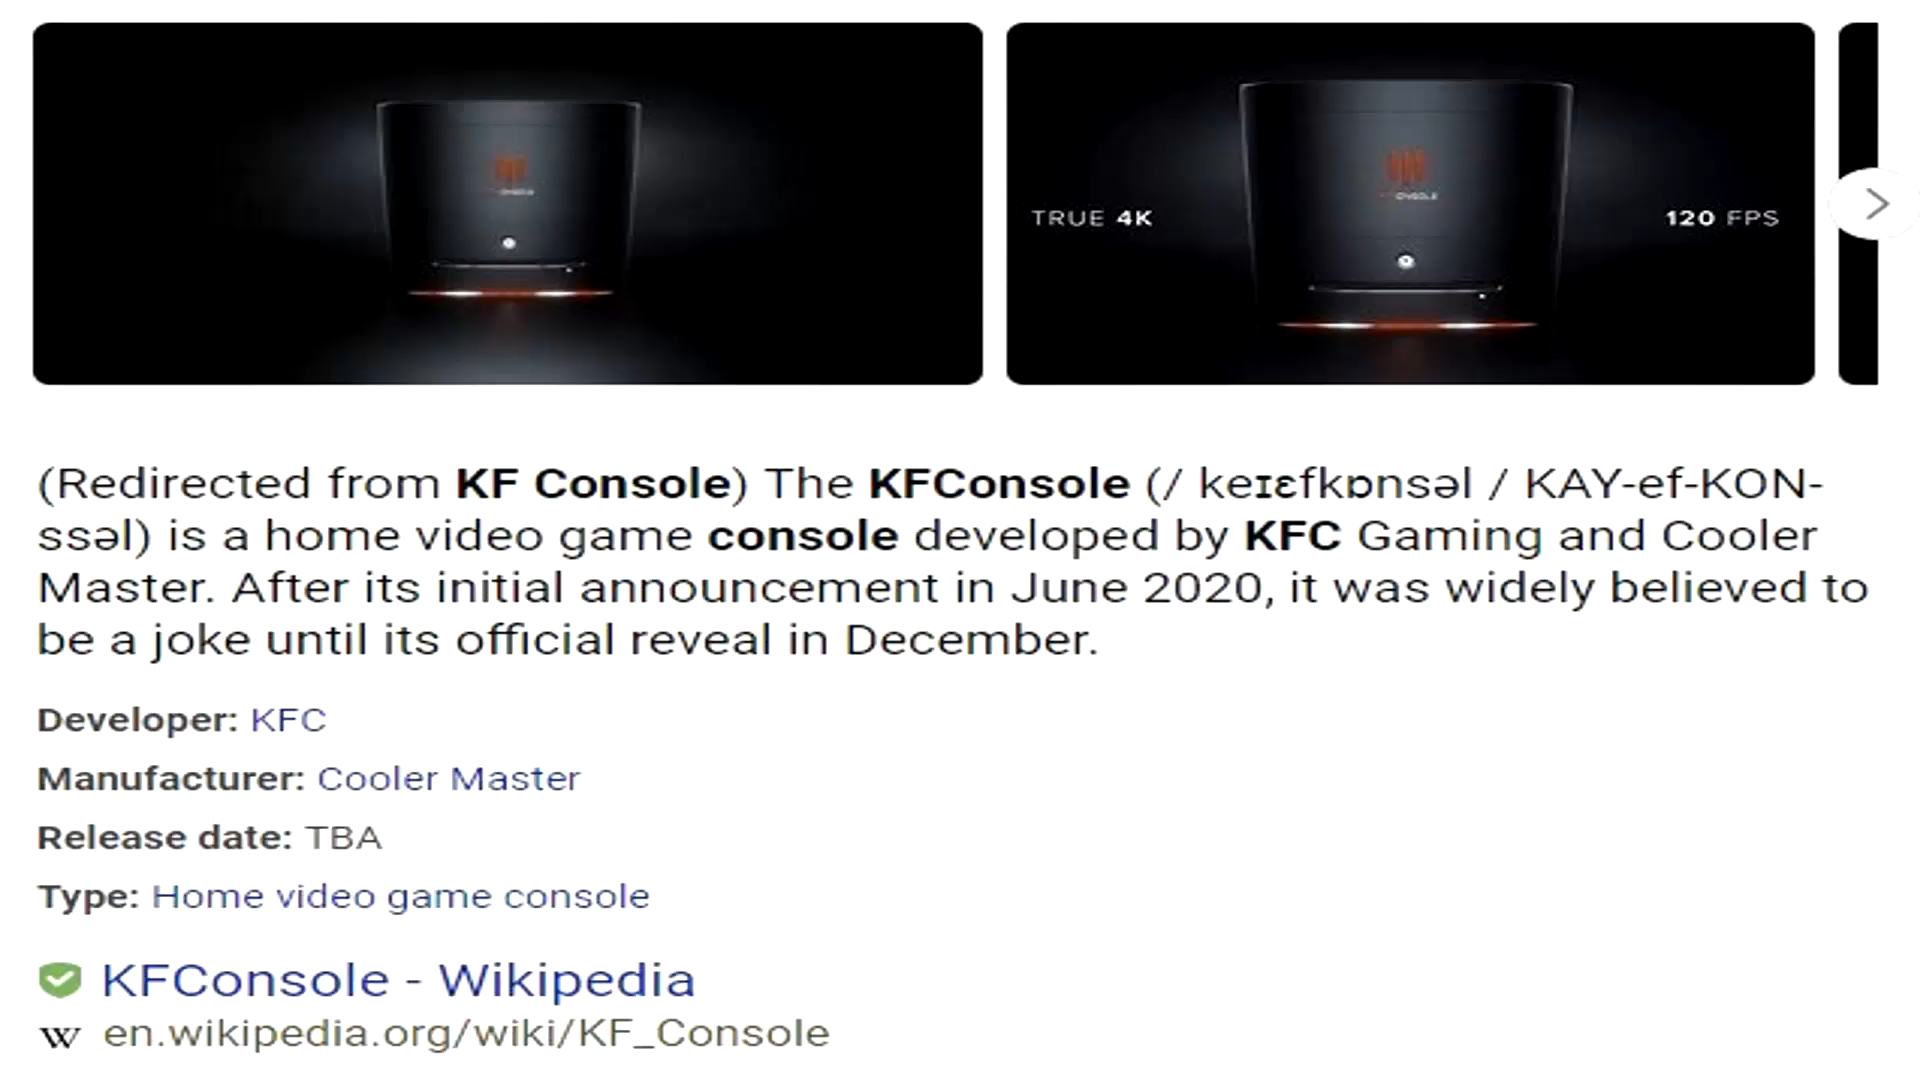 TRUE 4K
120 FPS
(Redirected from KF Console) The KFConsole (/ keɪɛfkɒnsəl / KAY-ef-KON-
ssəl) is a home video game console developed by KFC Gaming and Cooler
Master. After its initial announcement in June 2020, it was widely believed to
be a joke until its official reveal in December.
Developer: KFC
Manufacturer: Cooler Master
Release date: TBA
Type: Home video game console
KFConsole - Wikipedia
W en.wikipedia.org/wiki/KF_Console